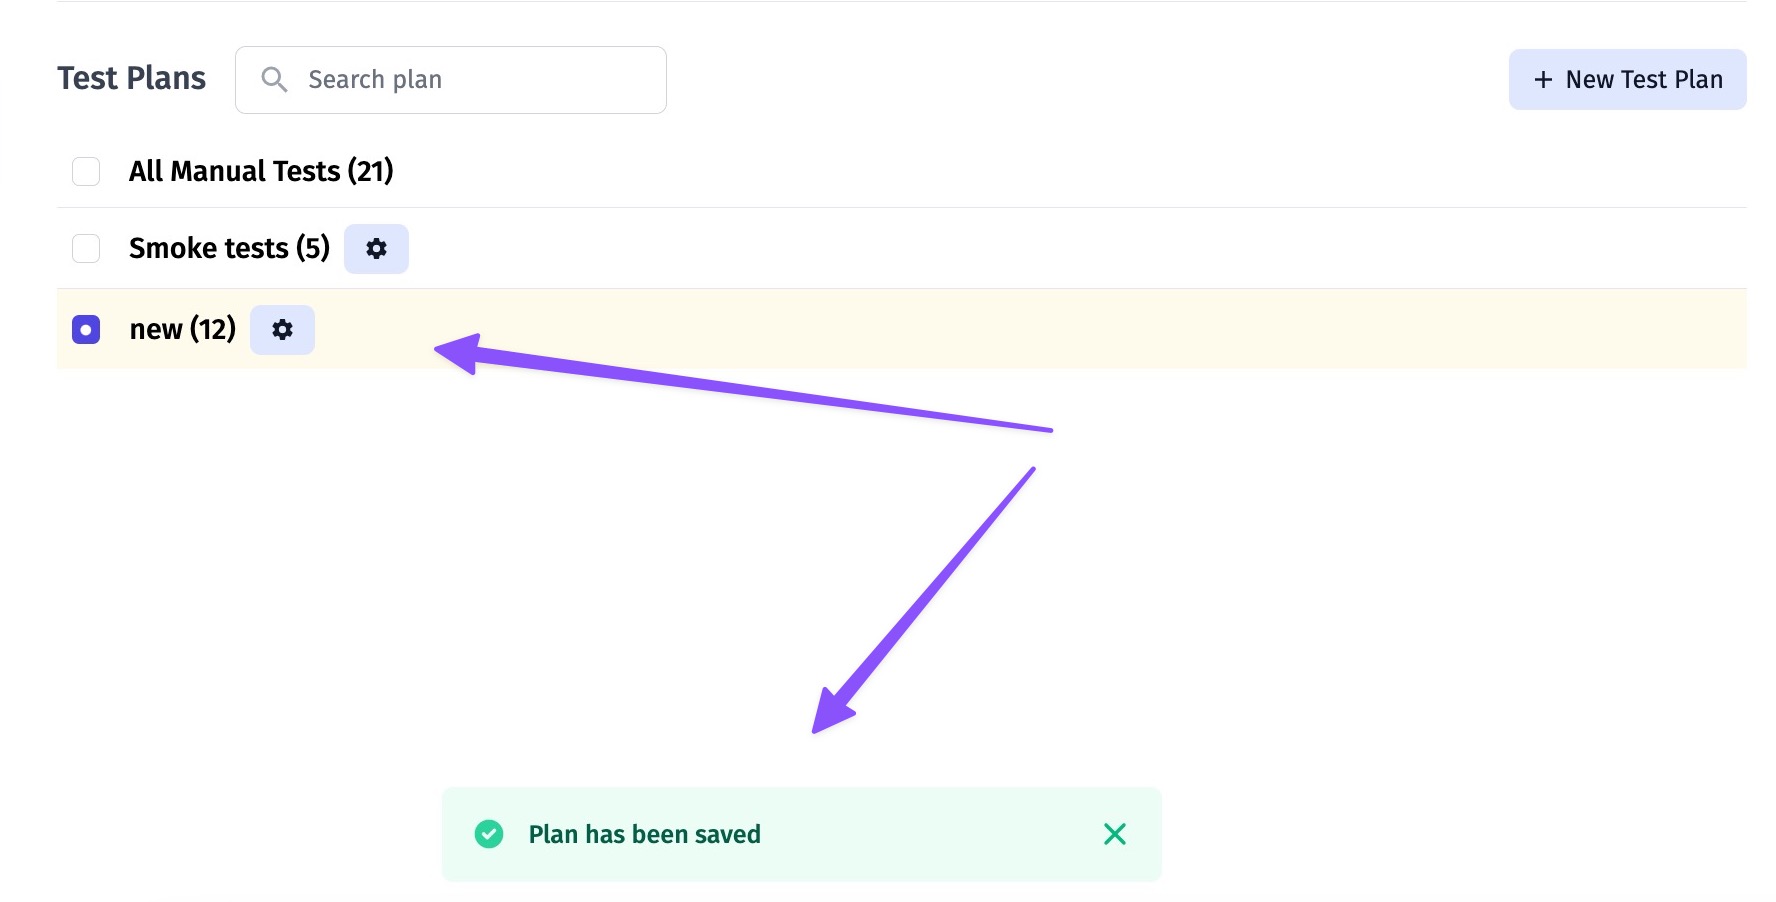 Test Plans
Search plan
+ New Test Plan
All Manual Tests (21)
Smoke tests (5)
new (12)
Plan has been saved